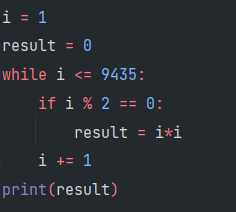 i = 1
result = 0
while i <= 9435:
    if i % 2 == 0:
        result = i*i
    i += 1
print(result)